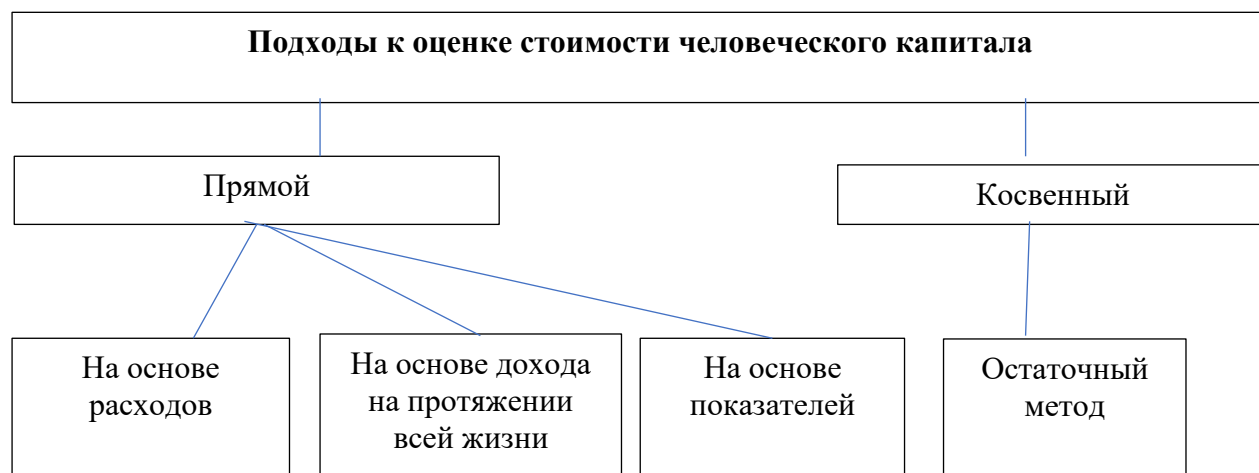 Подходы к оценке стоимости человеческого капитала
Прямой
Косвенный
На основе
расходов
На основе дохода
на протяжении
всей жизни
На основе
показателей
Остаточный
метод